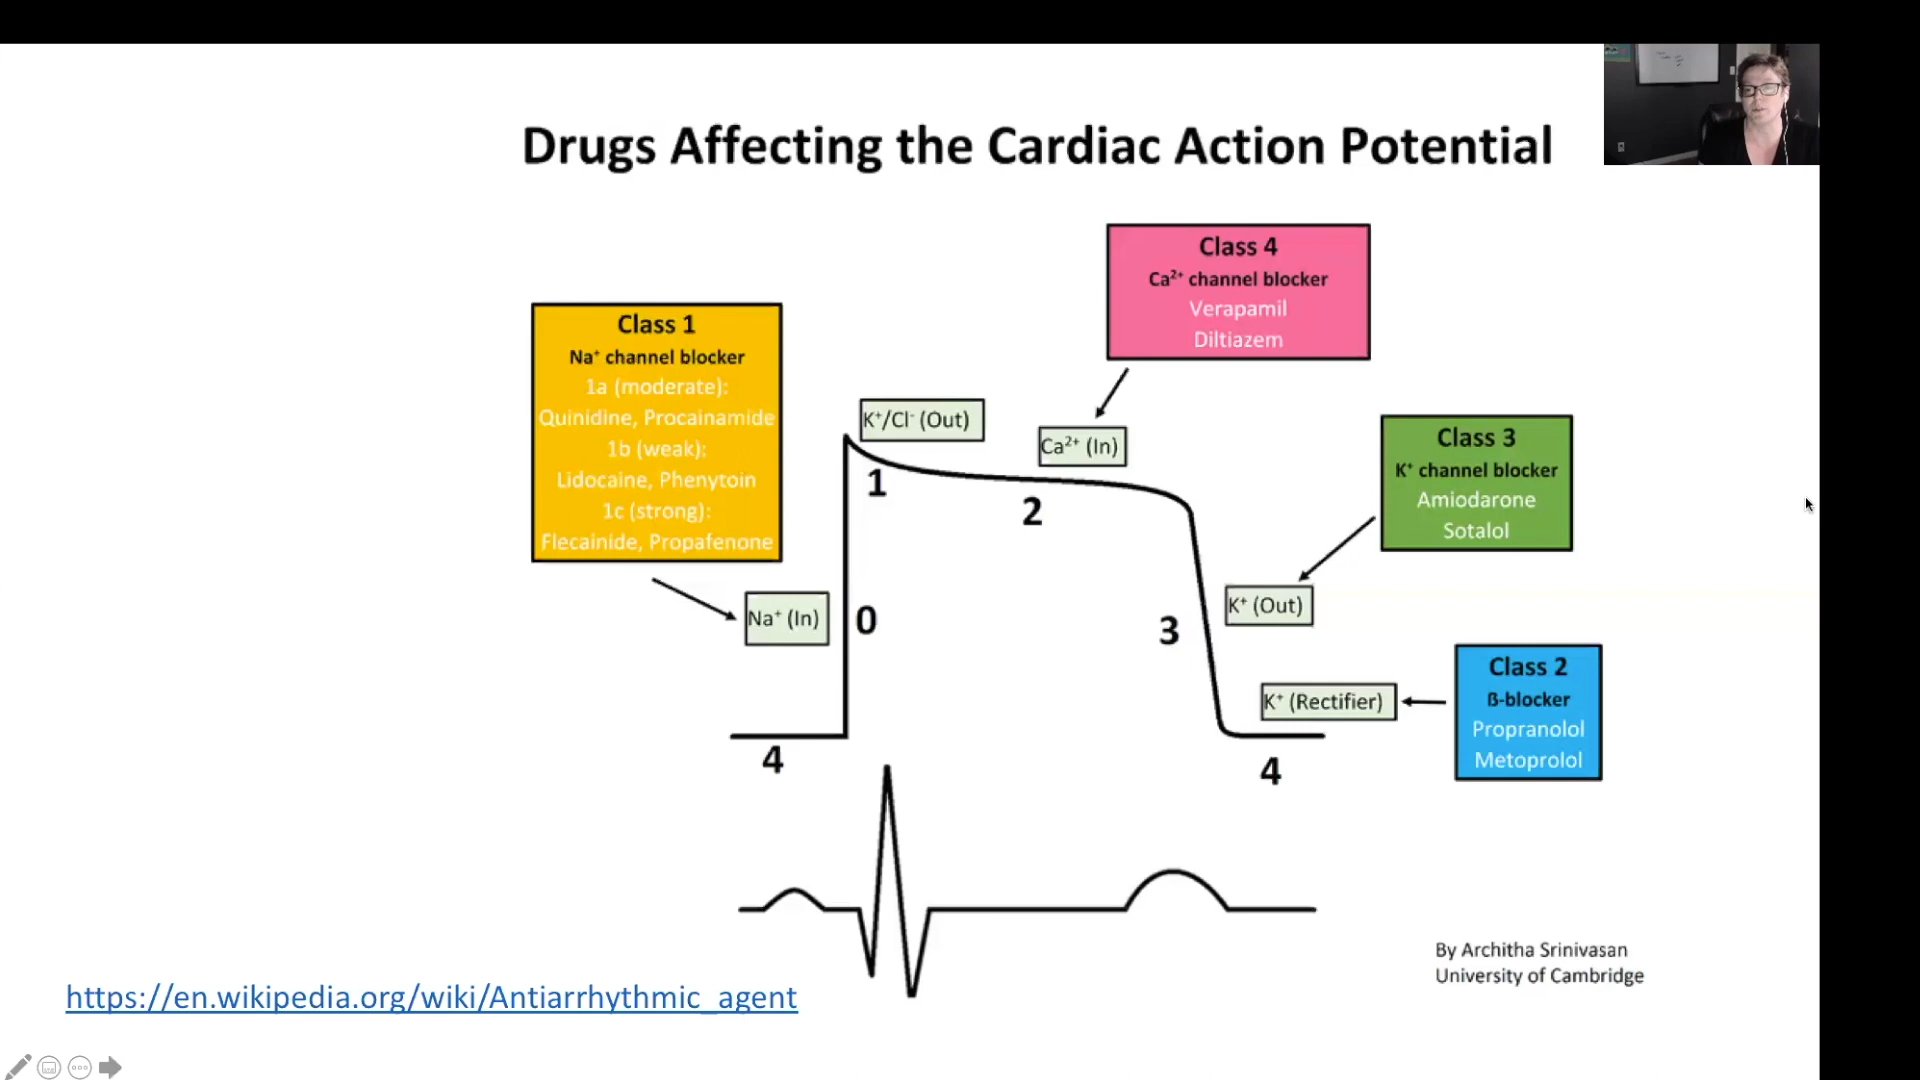 Drugs Affecting the Cardiac Action Potential
Class 4
Ca²⁺ channel blocker
Verapamil
Diltiazem
Class 1
Na⁺ channel blocker
1a (moderate):
Quinidine, Procainamide
1b (weak):
Lidocaine, Phenytoin
1c (strong):
Flecainide, Propafenone
K⁺/Cl⁻ (Out)
Ca²⁺ (In)
Class 3
K⁺ channel blocker
Amiodarone
Sotalol
1
2
Na⁺ (In)
0
3
K⁺ (Out)
K⁺ (Rectifier)
Class 2
ß-blocker
Propranolol
Metoprolol
4
4
By Architha Srinivasan
University of Cambridge
https://en.wikipedia.org/wiki/Antiarrhythmic_agent